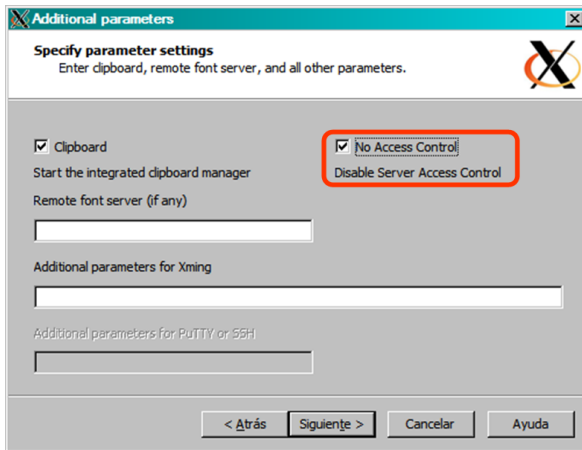 Additional parameters
Specify parameter settings
Enter clipboard, remote font server, and all other parameters.
Clipboard
No Access Control
Start the integrated clipboard manager
Disable Server Access Control
Remote font server (if any)
Additional parameters for Xming
Additional parameters for PuTTY or SSH
< Atrás
Siguiente >
Cancelar
Ayuda